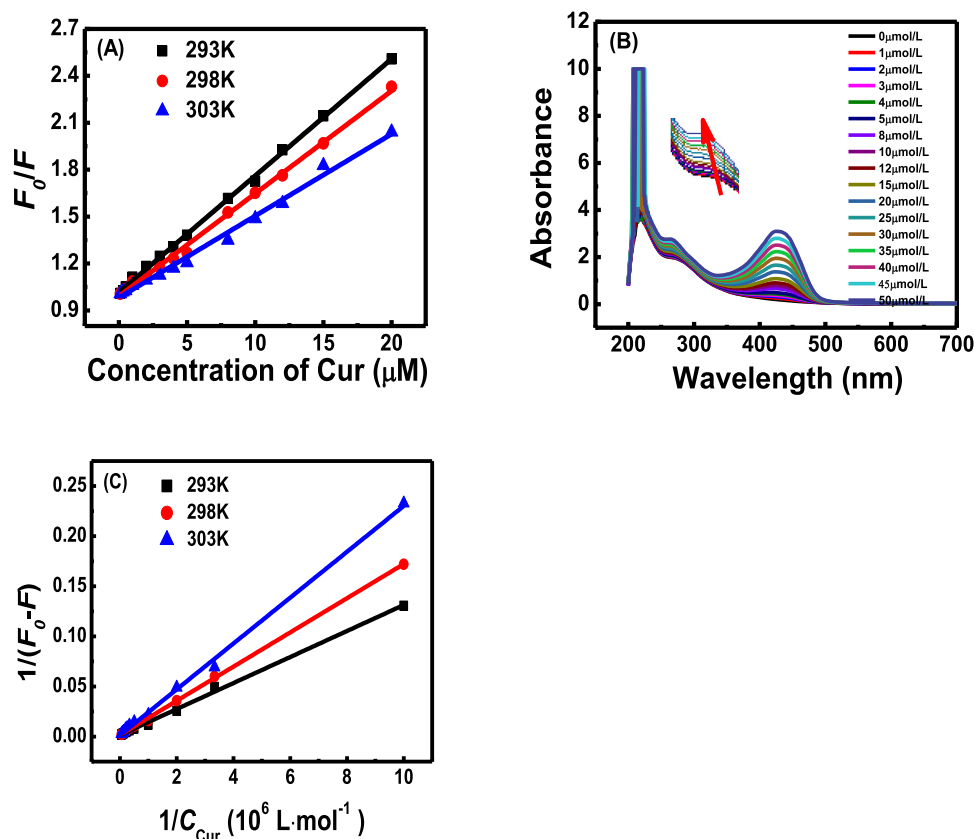 (A)
293K
298K
303K
2.7
2.4
2.1
1.8
1.5
1.2
0.9
F₀/F
0 5 10 15 20
Concentration of Cur (μM)
(B)
0μmol/L
1μmol/L
2μmol/L
3μmol/L
4μmol/L
5μmol/L
8μmol/L
10μmol/L
12μmol/L
15μmol/L
20μmol/L
25μmol/L
30μmol/L
35μmol/L
40μmol/L
45μmol/L
50μmol/L
12
10
8
6
4
2
0
Absorbance
200 300 400 500 600 700
Wavelength (nm)
(C)
293K
298K
303K
0.25
0.20
0.15
0.10
0.05
0.00
1/(F₀-F)
0 2 4 6 8 10
1/C_Cur (10⁶ L·mol⁻¹ )